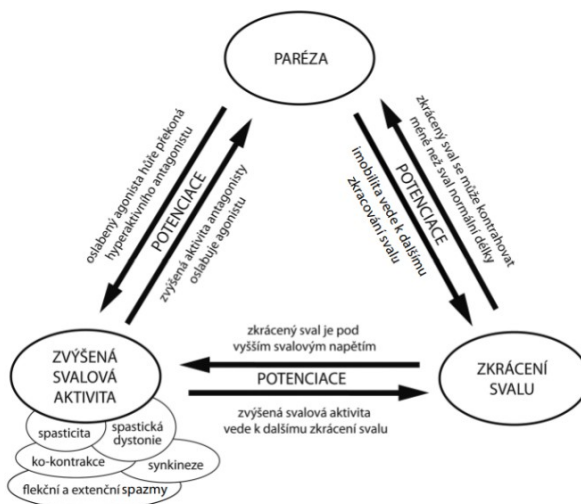 PARÉZA
oslabený agonista hůře překoná
hyperaktivního antagonistu
POTENCIACE
zvýšená aktivita antagonisty
oslabuje agonistu
zkrácený sval se může kontrahovat
méně než sval normální délky
POTENCIACE
imobilita vede k dalšímu
zkracování svalu
ZVÝŠENÁ
SVALOVÁ
AKTIVITA
zkrácený sval je pod
vyšším svalovým napětím
POTENCIACE
zvýšená svalová aktivita
vede k dalšímu zkrácení svalu
ZKRÁCENÍ
SVALU
spasticita
spastická
dystonie
ko-kontrakce
synkineze
flekční a extenční spazmy